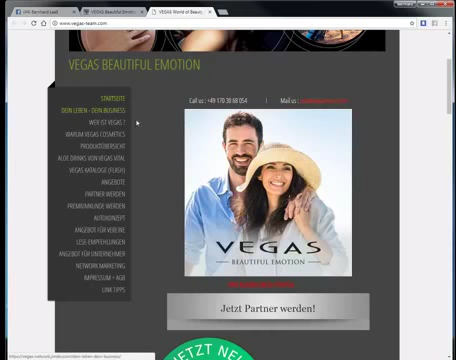 VEGAS Beautiful Emotion
VEGAS World of Beauty
www.vegas-team.com
VEGAS BEAUTIFUL EMOTION
STARTSEITE
DEIN LEBEN - DEIN BUSINESS
WER IST VEGAS ?
WARUM VEGAS COSMETICS
PRODUKTÜBERSICHT
ALOE DRINKS VON VEGAS VITAL
VEGAS KATALOGE (FLASH)
ANGEBOTE
PARTNER WERDEN
PREMIUMKUNDE WERDEN
AUTOKONZEPT
ANGEBOT FÜR VEREINE
LESE-EMPFEHLUNGEN
ANGEBOT FÜR UNTERNEHMER
NETWORK MARKETING
IMPRESSUM + AGB
LINK TIPPS
Call us : +49 170 30 68 054 | Mail us :
VEGAS
BEAUTIFUL EMOTION
Jetzt Partner werden!
JETZT NEU